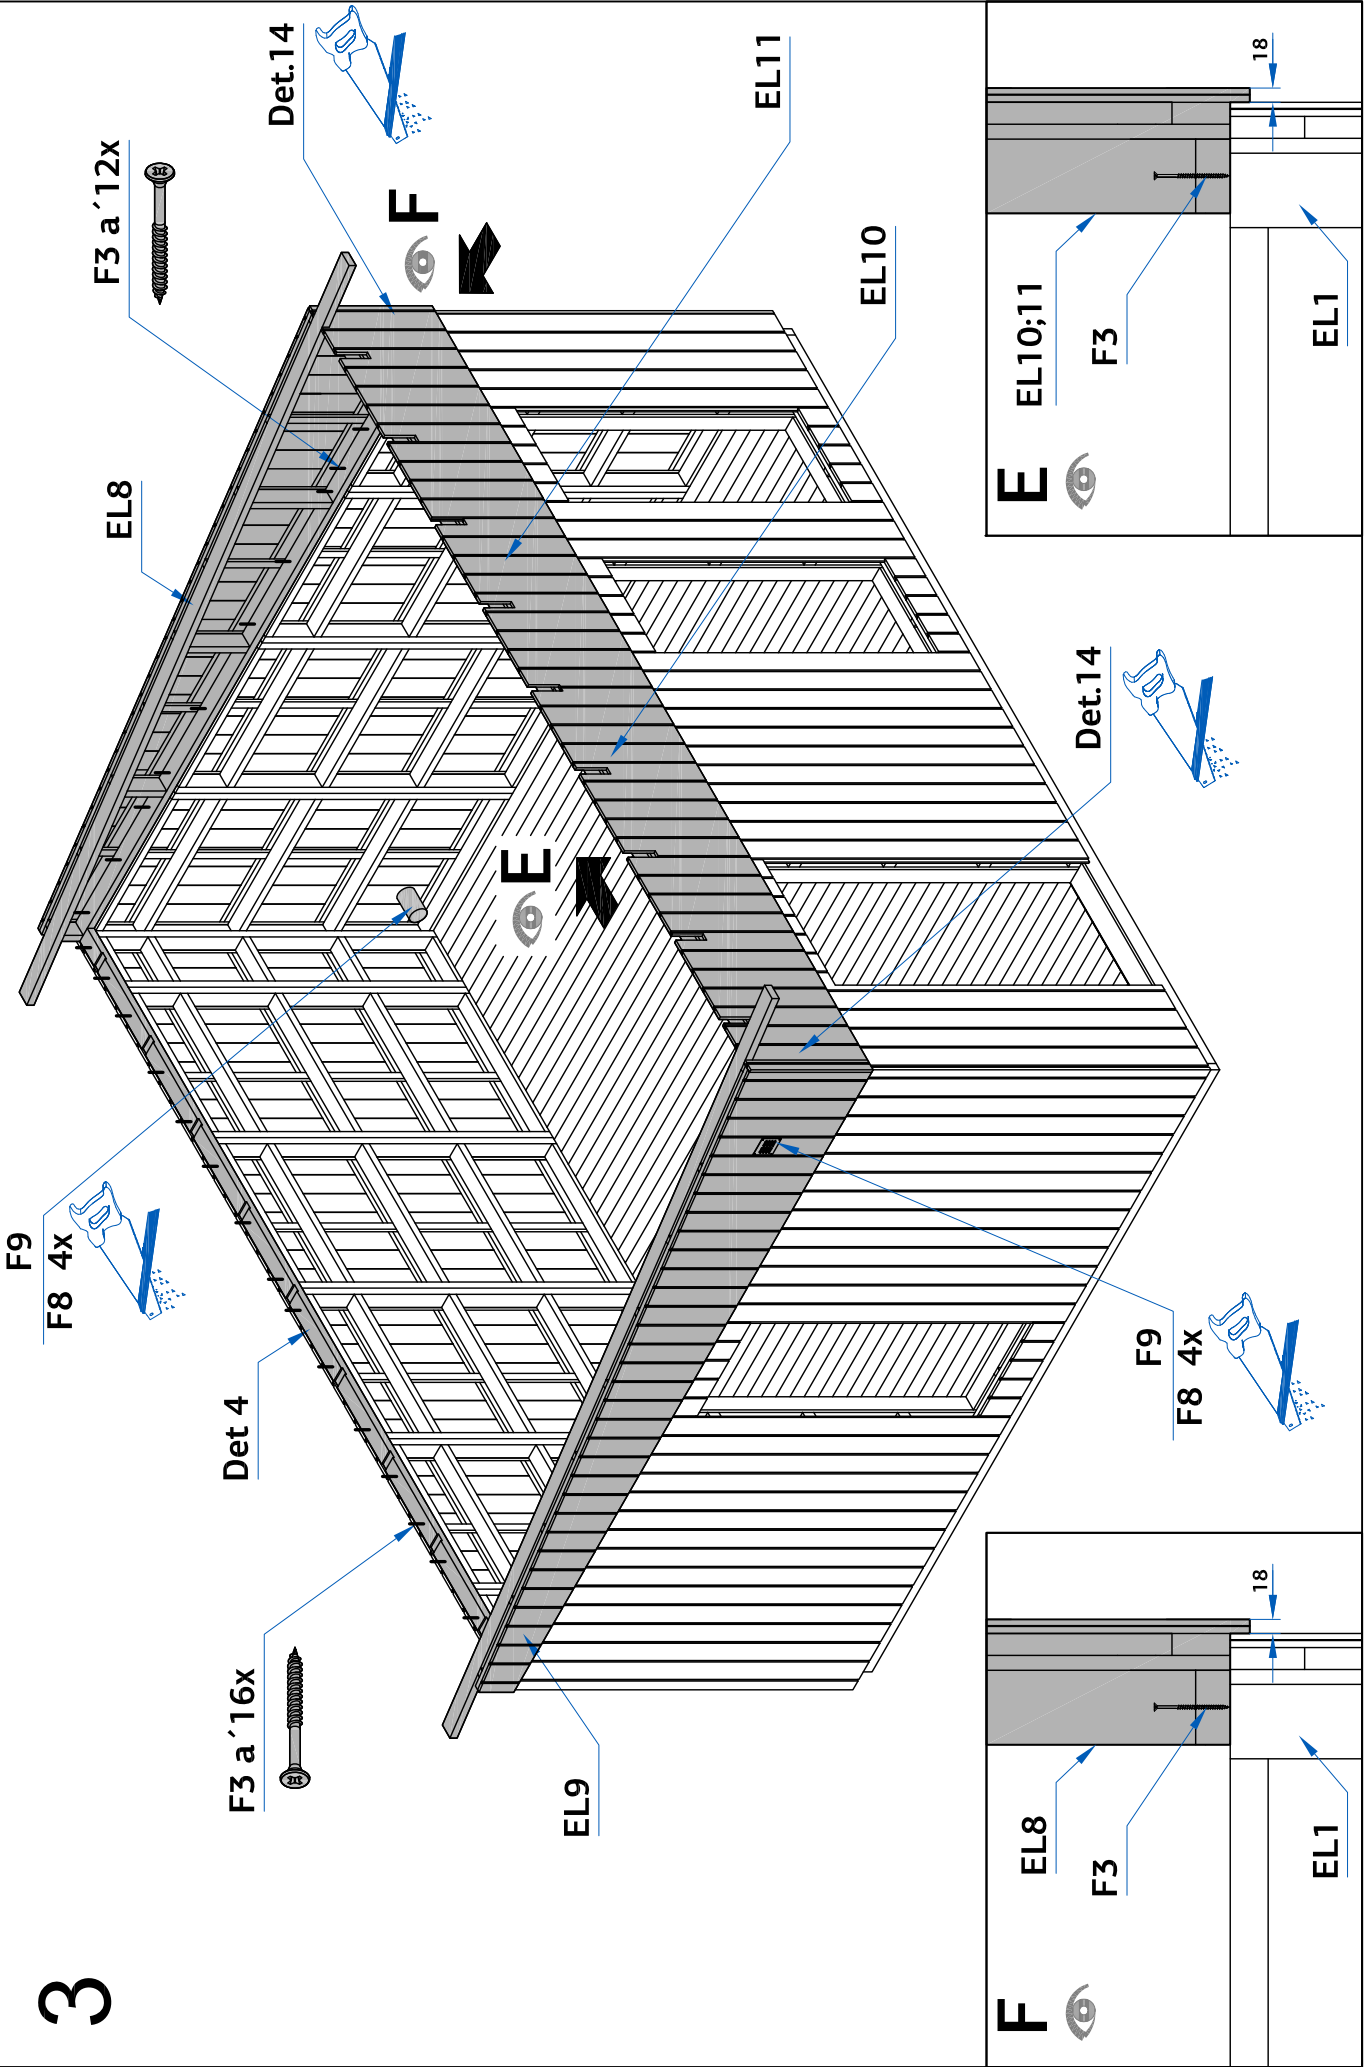 3
F3 a´16x
Det 4
F9
F8 4x
EL8
F3 a´12x
Det.14
F
EL11
EL10
E
Det.14
F9
F8 4x
EL9
F
EL8
F3
EL1
18
E
EL10;11
F3
EL1
18